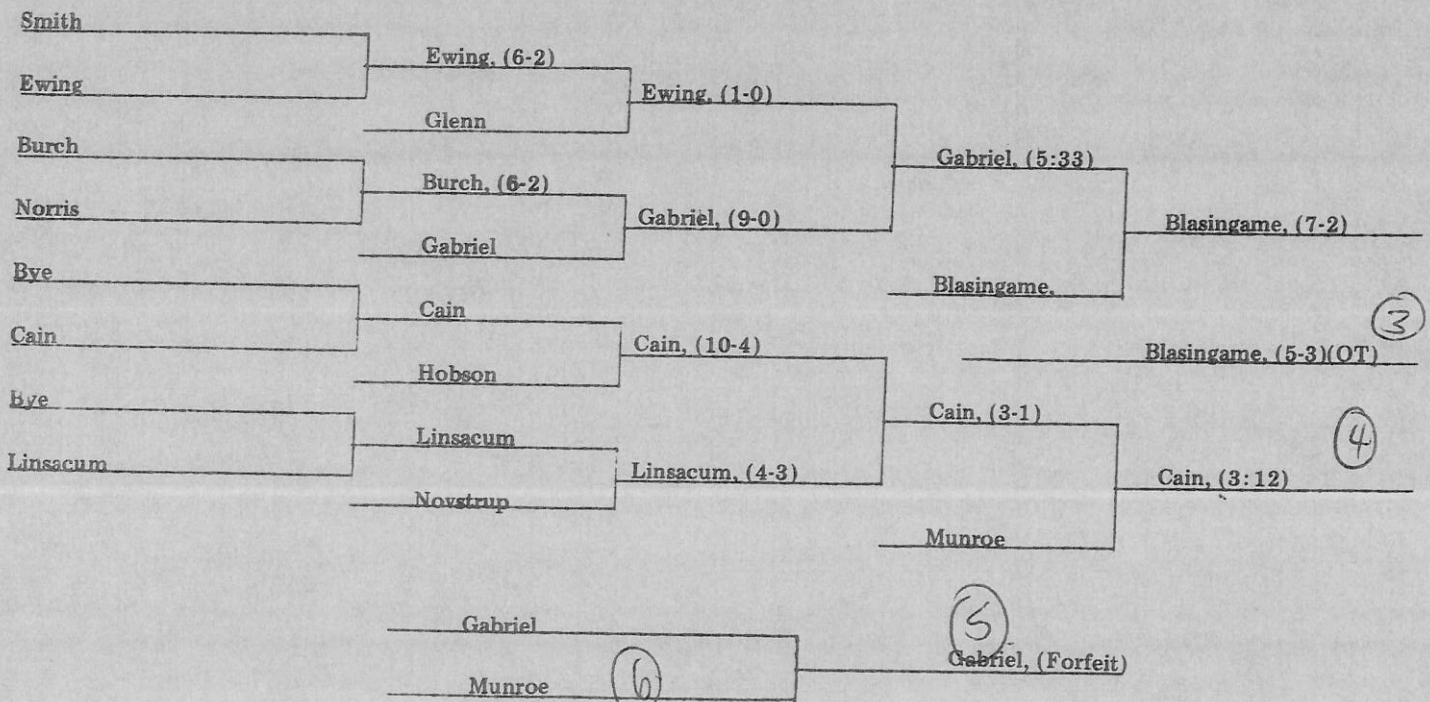 Smith
Ewing, (6-2)
Ewing
Ewing, (1-0)
Glenn
Burch
Gabriel, (5:33)
Burch, (6-2)
Norris
Gabriel, (9-0)
Blasingame, (7-2)
Gabriel
Bye
Blasingame,
Cain
3
Cain
Cain, (10-4)
Blasingame, (5-3)(OT)
Hobson
Bye
Cain, (3-1)
4
Linsacum
Linsacum
Linsacum, (4-3)
Cain, (3:12)
Novstrup
Munroe
Gabriel
5
Gabriel, (Forfeit)
Munroe
6